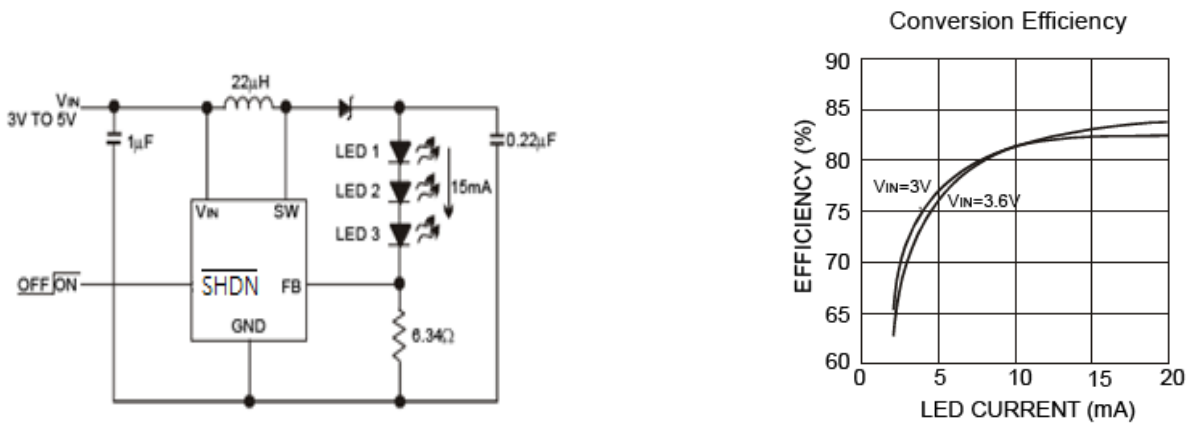 VIN
3V TO 5V
1µF
22µH
LED 1
LED 2
LED 3
15mA
0.22µF
VIN SW
OFF ON
SHDN FB
GND
6.34Ω
Conversion Efficiency
EFFICIENCY (%)
90
85
80
75
70
65
60
VIN=3V
VIN=3.6V
0 5 10 15 20
LED CURRENT (mA)